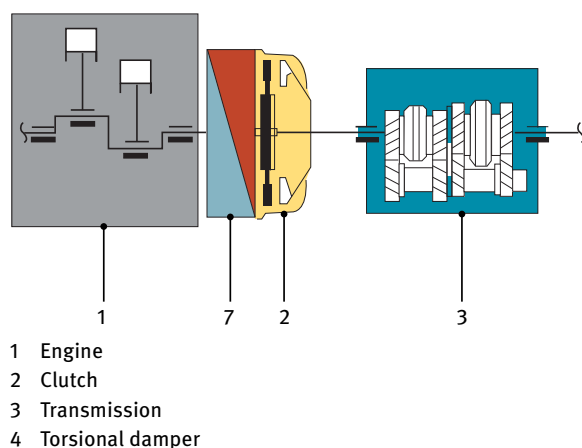 1 7 2 3
1 Engine
2 Clutch
3 Transmission
4 Torsional damper